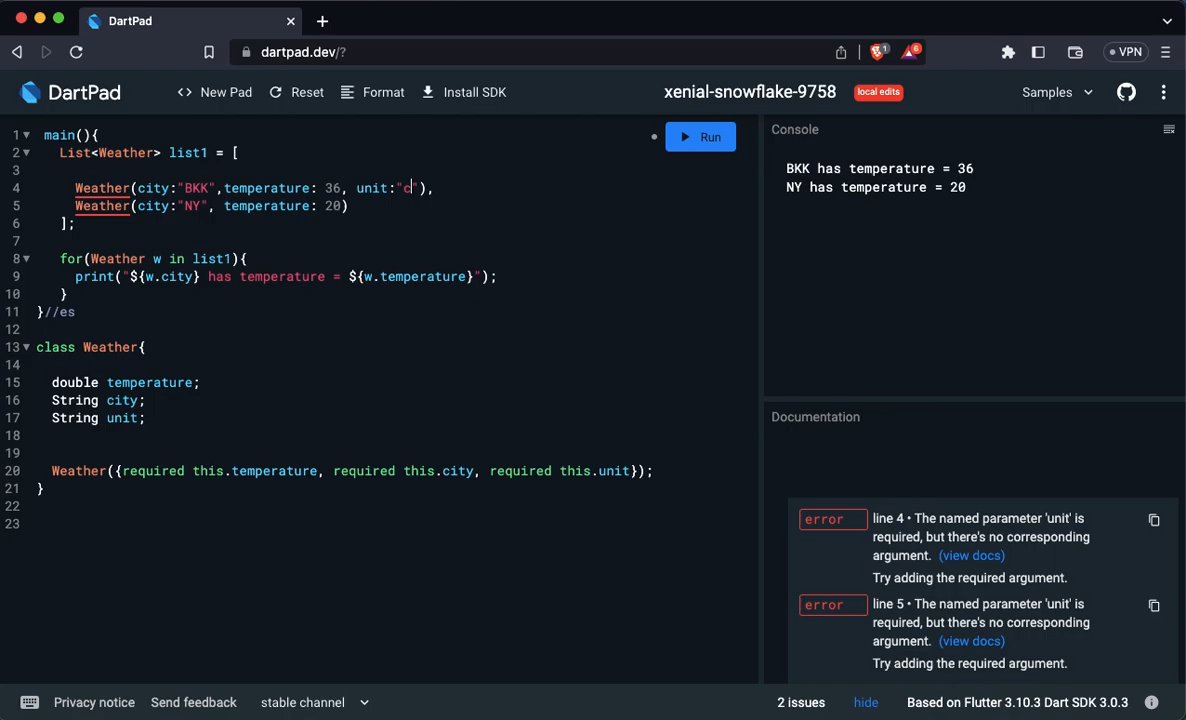 DartPad
dartpad.dev/?
1
6
VPN
DartPad
<> New Pad
Reset
Format
Install SDK
xenial-snowflake-9758
local edits
Samples
Run
1 main(){
2 List<Weather> list1 = [
3
4 Weather(city:"BKK",temperature: 36, unit:"c"),
5 Weather(city:"NY", temperature: 20)
6 ];
7
8 for(Weather w in list1){
9 print("${w.city} has temperature = ${w.temperature}");
10 }
11 }//es
12
13 class Weather{
14
15 double temperature;
16 String city;
17 String unit;
18
19
20 Weather({required this.temperature, required this.city, required this.unit});
21 }
22
23
Console
BKK has temperature = 36
NY has temperature = 20
Documentation
error
line 4 • The named parameter 'unit' is
required, but there's no corresponding
argument. (view docs)
Try adding the required argument.
error
line 5 • The named parameter 'unit' is
required, but there's no corresponding
argument. (view docs)
Try adding the required argument.
Privacy notice
Send feedback
stable channel
2 issues
hide
Based on Flutter 3.10.3 Dart SDK 3.0.3